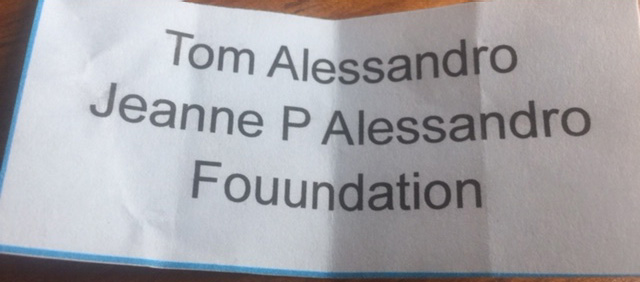 Tom Alessandro
Jeanne P Alessandro
Fouundation